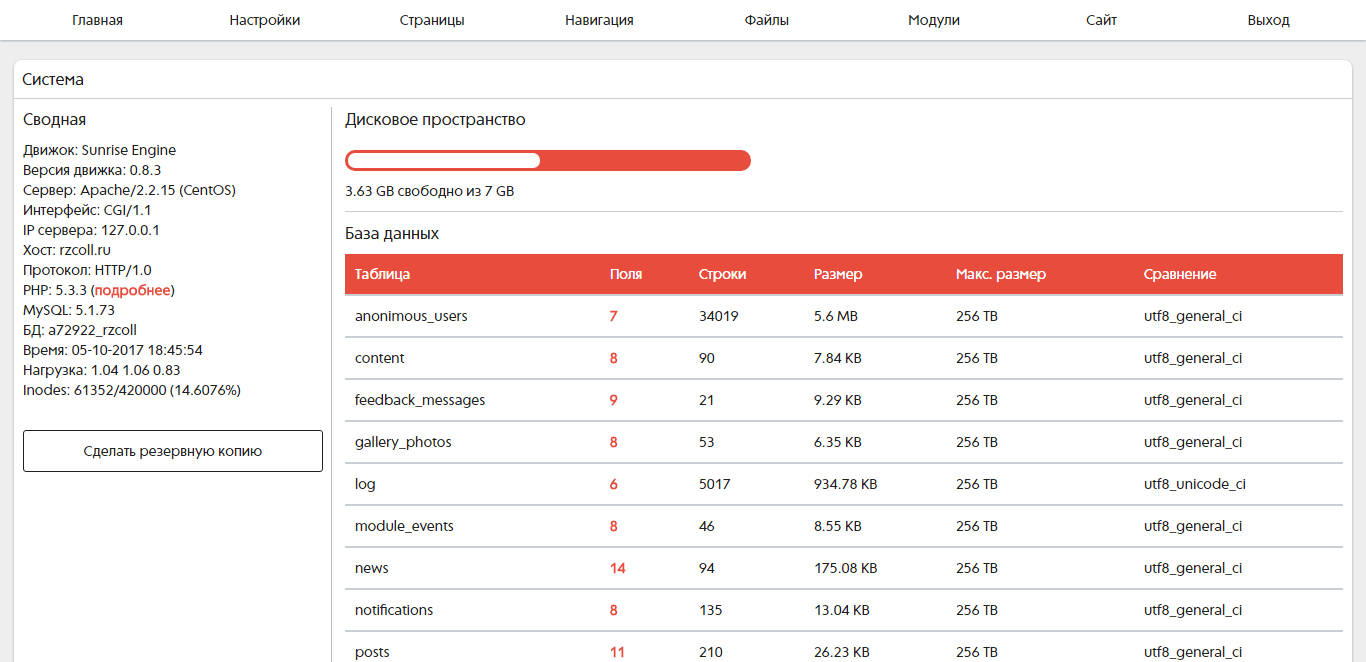 Главная Настройки Страницы Навигация Файлы Модули Сайт Выход
Система
Сводная
Движок: Sunrise Engine
Версия движка: 0.8.3
Сервер: Apache/2.2.15 (CentOS)
Интерфейс: CGI/1.1
IP сервера: 127.0.0.1
Хост: rzcoll.ru
Протокол: HTTP/1.0
PHP: 5.3.3 (подробнее)
MySQL: 5.1.73
БД: a72922_rzcoll
Время: 05-10-2017 18:45:54
Нагрузка: 1.04 1.06 0.83
Inodes: 61352/420000 (14.6076%)
Сделать резервную копию
Дисковое пространство
3.63 GB свободно из 7 GB
База данных
Таблица Поля Строки Размер Макс. размер Сравнение
anonimous_users 7 34019 5.6 MB 256 TB utf8_general_ci
content 8 90 7.84 KB 256 TB utf8_general_ci
feedback_messages 9 21 9.29 KB 256 TB utf8_general_ci
gallery_photos 8 53 6.35 KB 256 TB utf8_general_ci
log 6 5017 934.78 KB 256 TB utf8_unicode_ci
module_events 8 46 8.55 KB 256 TB utf8_general_ci
news 14 94 175.08 KB 256 TB utf8_general_ci
notifications 8 135 13.04 KB 256 TB utf8_general_ci
posts 11 210 26.23 KB 256 TB utf8_general_ci